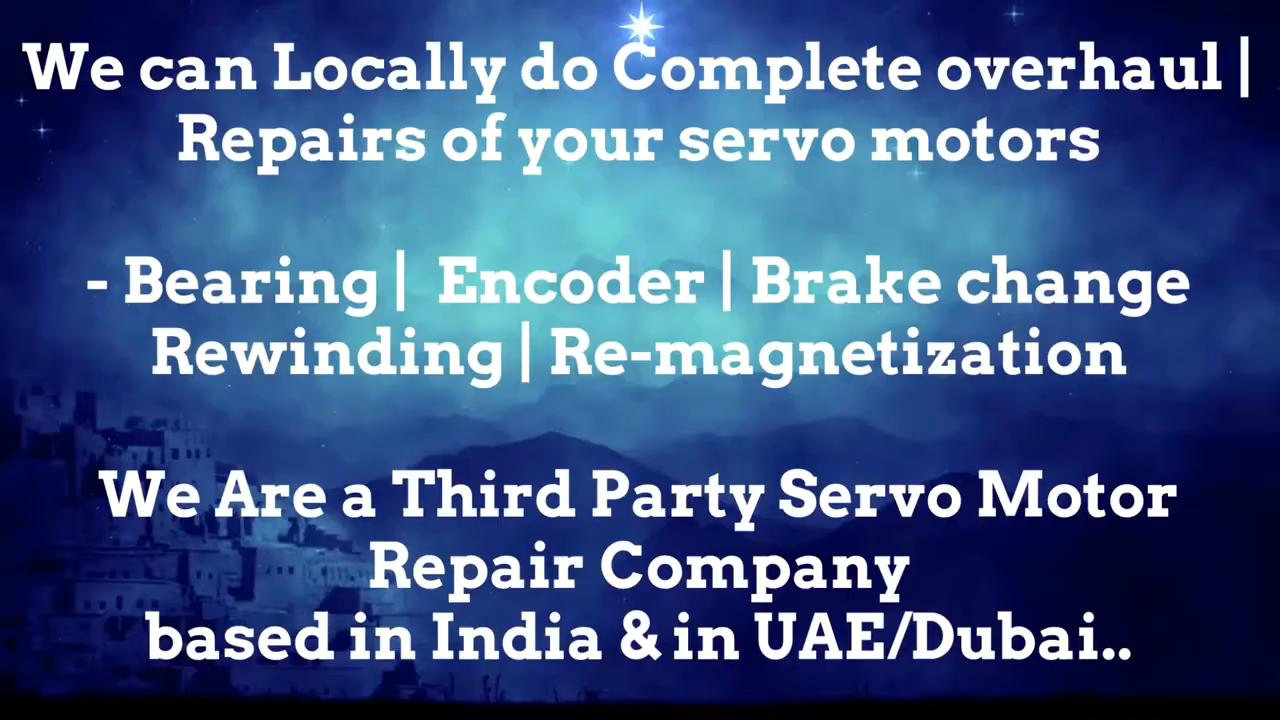 We can Locally do Complete overhaul |
Repairs of your servo motors
- Bearing |  Encoder | Brake change
Rewinding | Re-magnetization
We Are a Third Party Servo Motor
Repair Company
based in India & in UAE/Dubai..